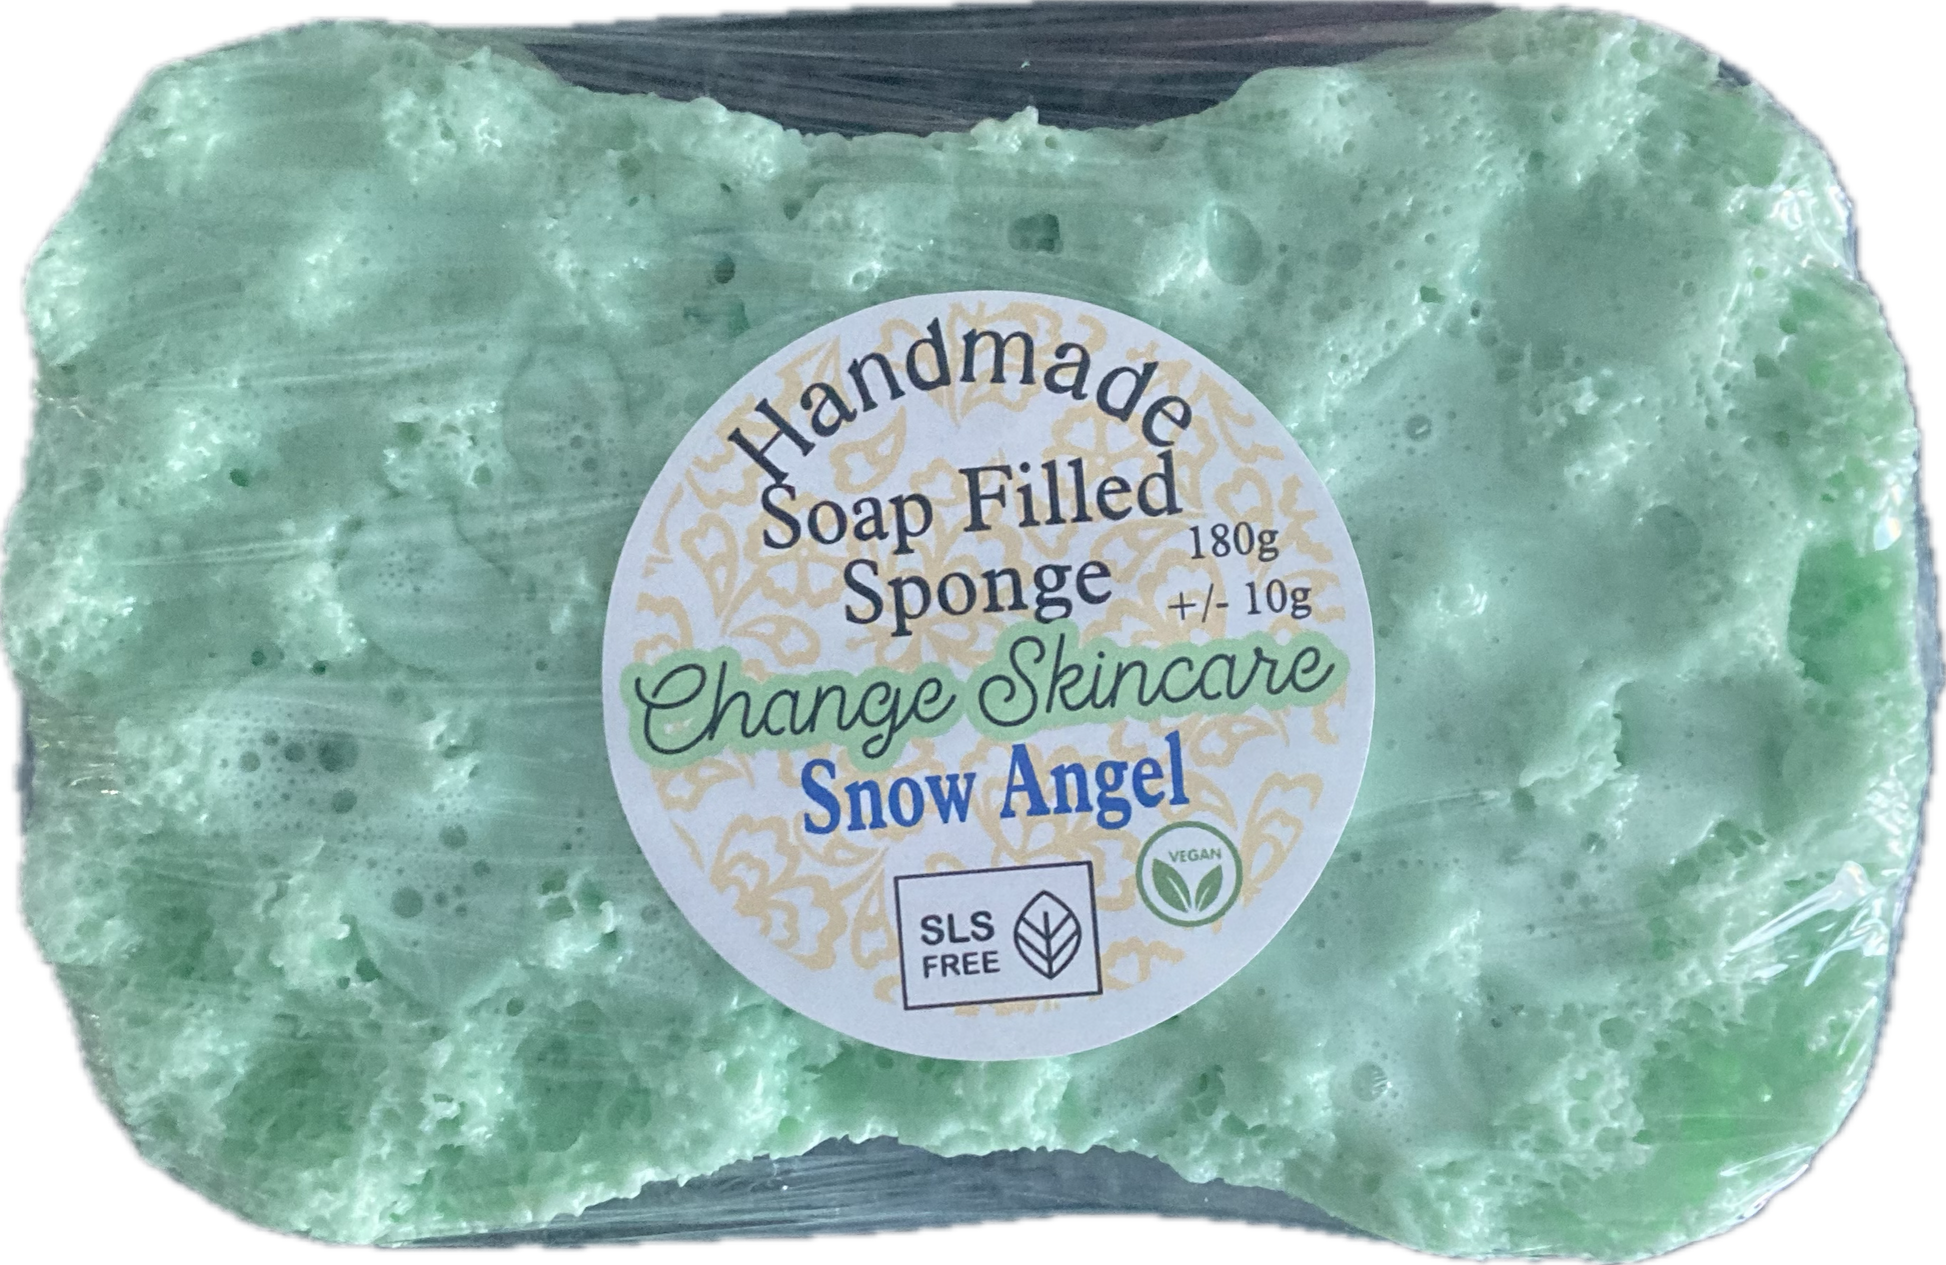 Handmade
Soap Filled
Sponge
180g
+/- 10g
Change Skincare
Snow Angel
VEGAN
SLS
FREE